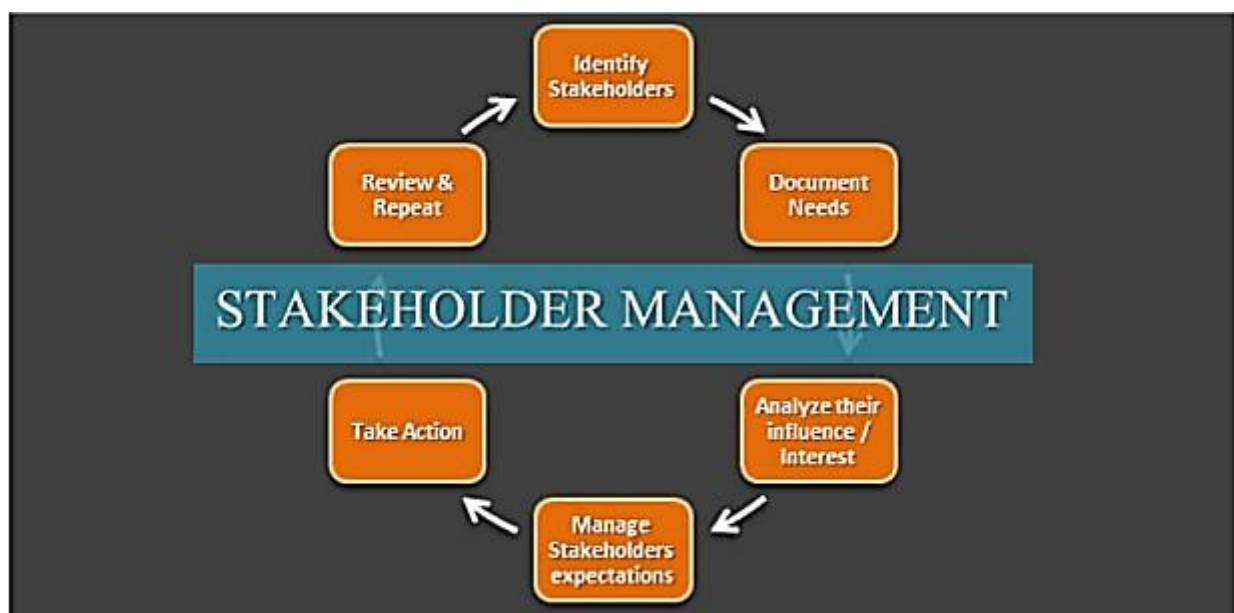 Identify
Stakeholders
Document
Needs
Analyze their
influence /
Interest
Manage
Stakeholders
expectations
Take Action
Review &
Repeat
STAKEHOLDER MANAGEMENT